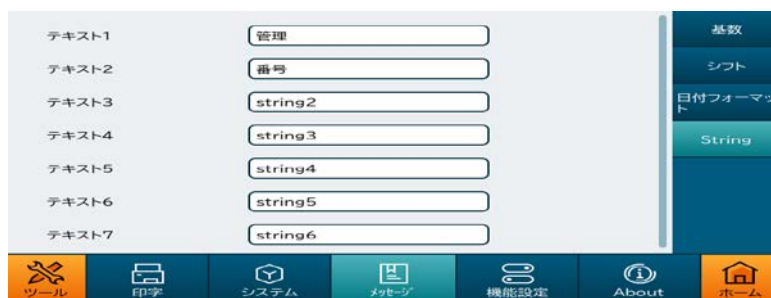 テキスト1 管理
テキスト2 番号
テキスト3 string2
テキスト4 string3
テキスト5 string4
テキスト6 string5
テキスト7 string6
基数
シフト
日付フォーマッ
ト
String
ツール 印字 システム メッセージ 機能設定 About ホーム